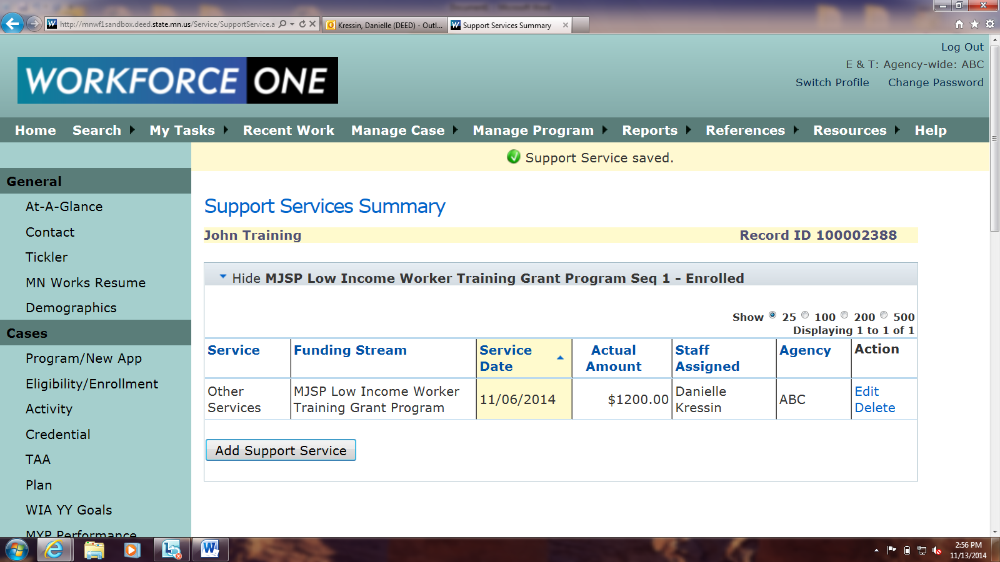 http://mnwf1sandbox.deed.state.mn.us/Service/SupportService.a
Kressin, Danielle (DEED) - Outl...
Support Services Summary
Log Out
E & T: Agency-wide: ABC
Switch Profile Change Password
WORKFORCE ONE
Home Search My Tasks Recent Work Manage Case Manage Program Reports References Resources Help
Support Service saved.
General
At-A-Glance
Contact
Tickler
MN Works Resume
Demographics
Cases
Program/New App
Eligibility/Enrollment
Activity
Credential
TAA
Plan
WIA YY Goals
MYP Performance
Support Services Summary
John Training Record ID 100002388
Hide MJSP Low Income Worker Training Grant Program Seq 1 - Enrolled
Show 25 100 200 500
Displaying 1 to 1 of 1
Service Funding Stream Service Date Actual Amount Staff Assigned Agency Action
Other Services MJSP Low Income Worker Training Grant Program 11/06/2014 $1200.00 Danielle Kressin ABC Edit Delete
Add Support Service
2:56 PM
11/13/2014